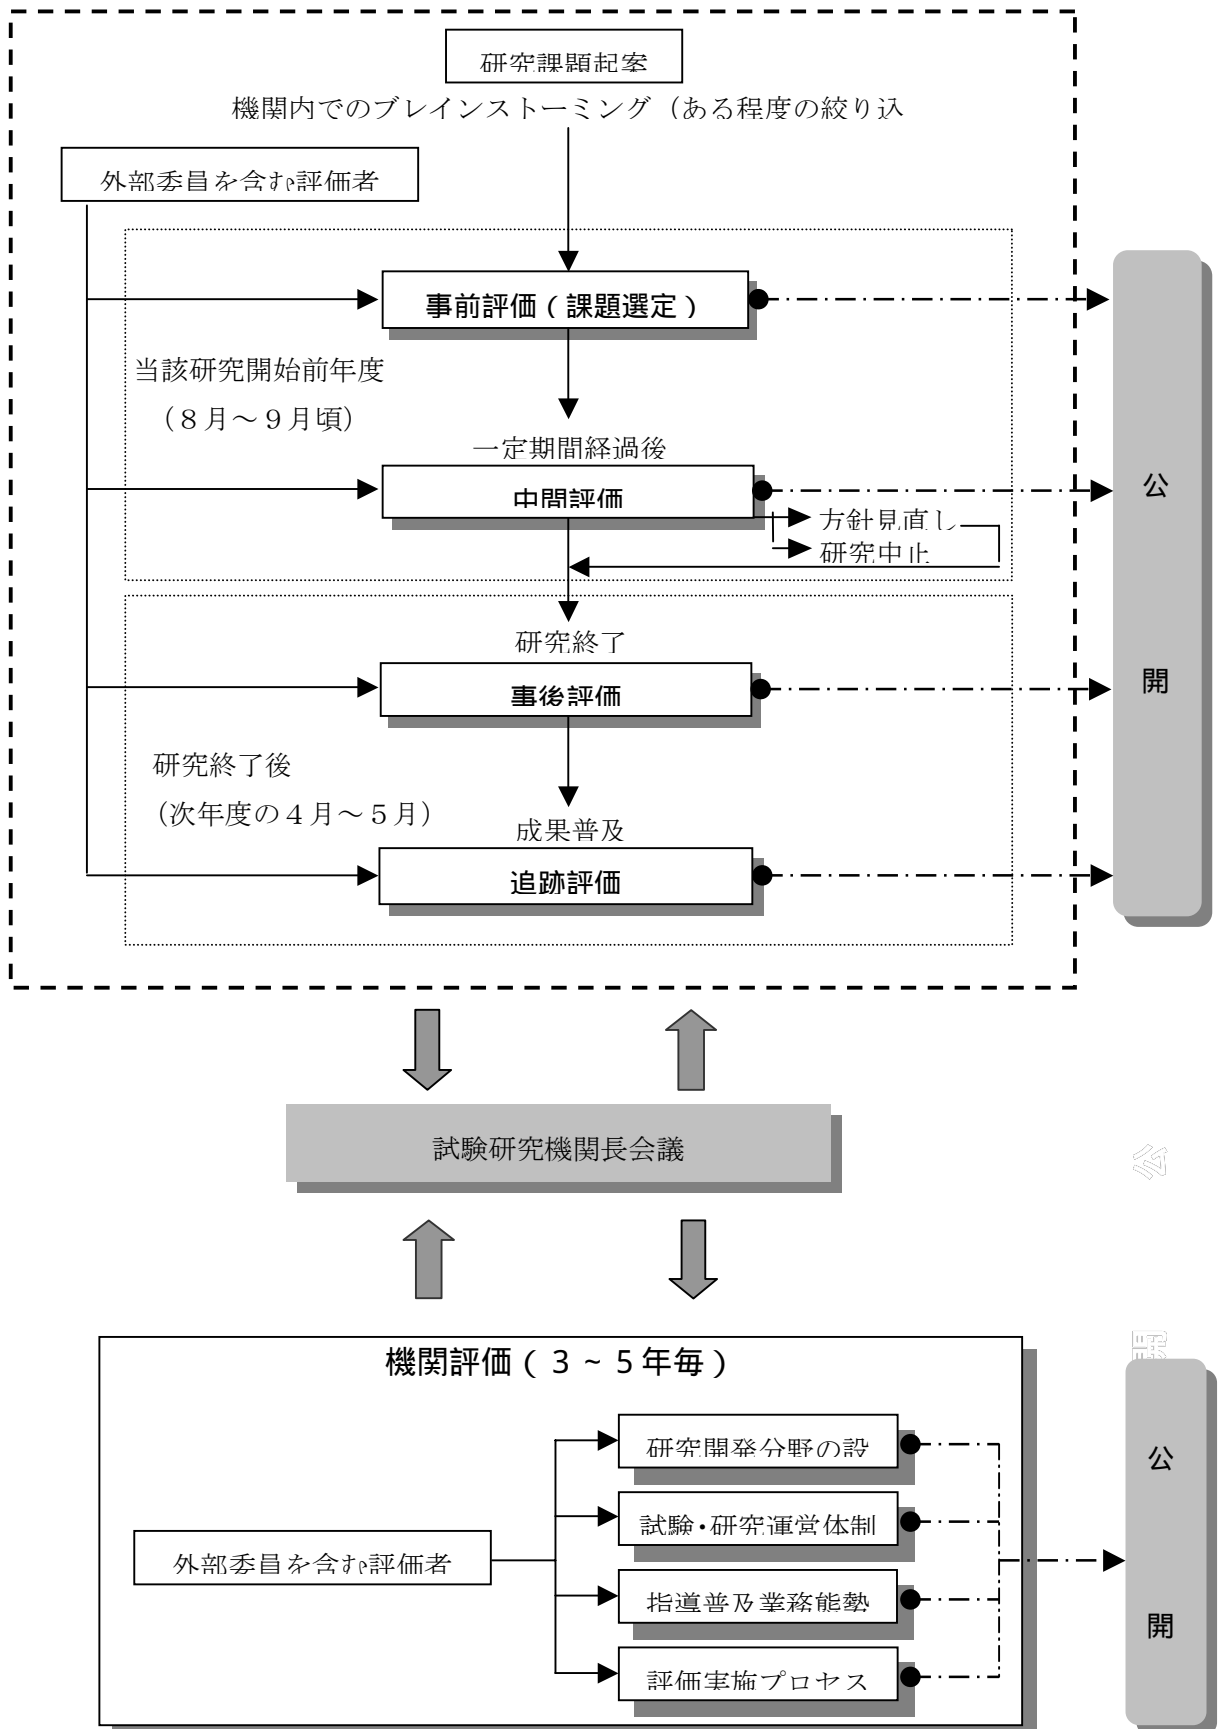 研究課題起案
機関内でのブレインストーミング（ある程度の絞り込
外部委員を含む評価者
事前評価（課題選定）
当該研究開始前年度
（８月～９月頃）
一定期間経過後
中間評価
方針見直し
研究中止
研究終了
事後評価
研究終了後
（次年度の４月～５月）
成果普及
追跡評価
公
開
試験研究機関長会議
公
開
機関評価（３～５年毎）
研究開発分野の設
試験・研究運営体制
外部委員を含む評価者
指導普及業務態勢
評価実施プロセス
公
開